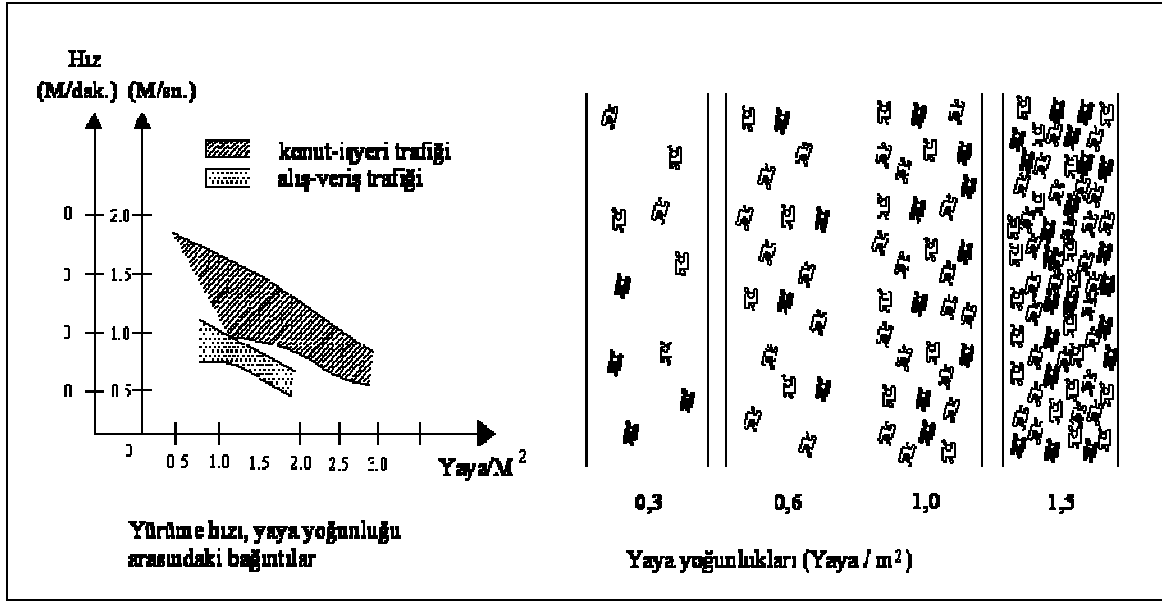 Hız
(M/dak.) (M/sn.)
konut-işyeri trafiği
alış-veriş trafiği
0 2.0
1.5
1.0
0 0.5
0.5 1.0 1.5 2.0 2.5 3.0
Yaya/M²
Yürüme hızı, yaya yoğunluğu
arasındaki bağıntılar
0,3 0,6 1,0 1,5
Yaya yoğunlukları (Yaya / m²)